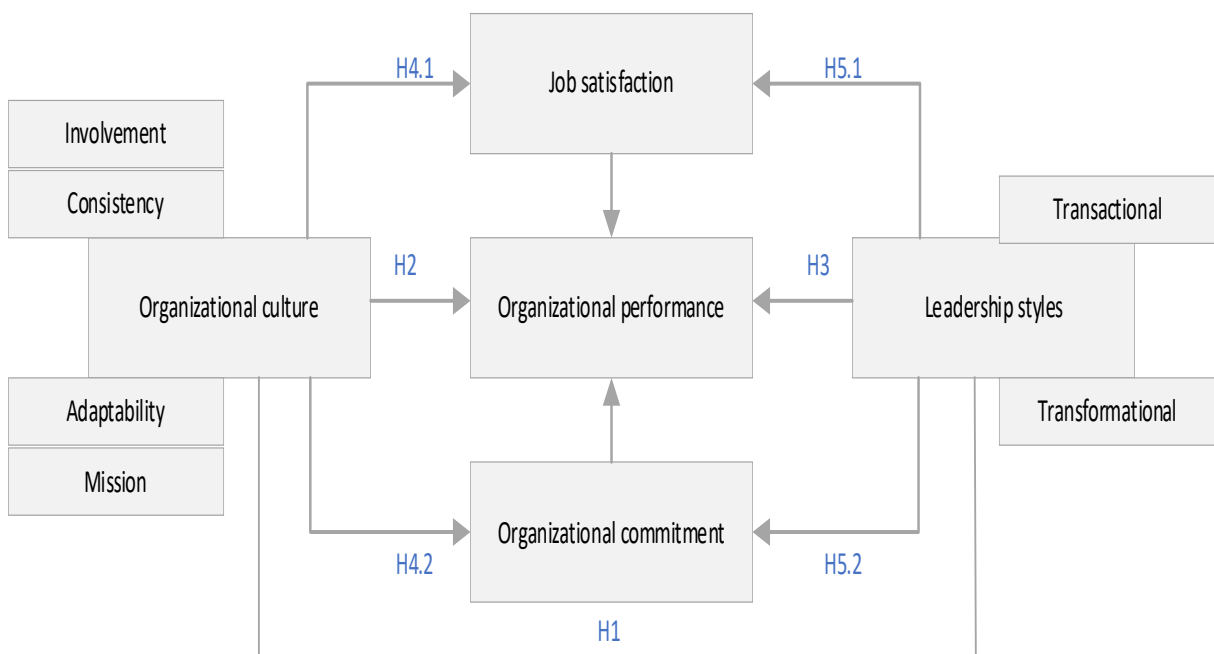 Job satisfaction
H4.1
H5.1
Involvement
Consistency
Transactional
Organizational culture
H2
Organizational performance
H3
Leadership styles
Adaptability
Transformational
Mission
Organizational commitment
H4.2
H5.2
H1